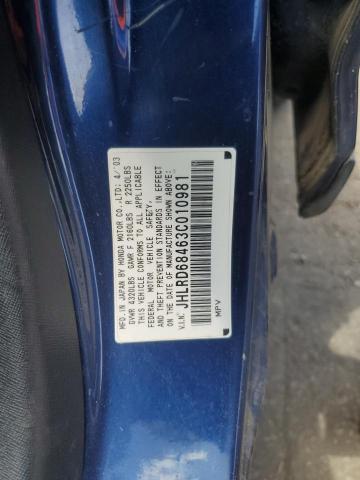 MFD. IN JAPAN BY HONDA MOTOR CO.,LTD: 4/'03
GVWR 4320LBS GAWR F 2160LBS R 2250LBS
THIS VEHICLE CONFORMS TO ALL APPLICABLE
FEDERAL MOTOR VEHICLE SAFETY,
AND THEFT PREVENTION STANDARDS IN EFFECT
ON THE DATE OF MANUFACTURE SHOWN ABOVE:
V.I.N: JHLRD68463C010981
MPV